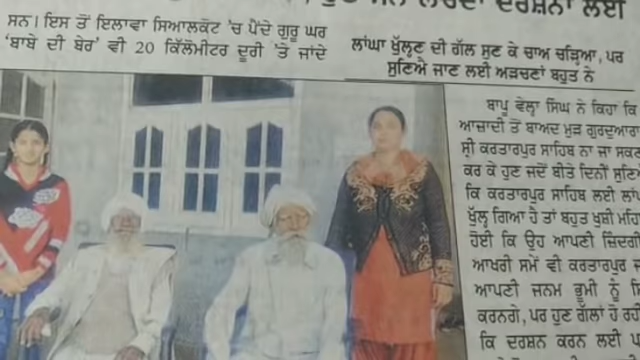 ਦਰਸ਼ਨਾਂ ਲਈ
ਸਨ। ਇਸ ਤੋਂ ਇਲਾਵਾ ਸਿਆਲਕੋਟ 'ਚ ਪੈਂਦੇ ਗੁਰੂ ਘਰ
'ਬਾਬੇ ਦੀ ਬੇਰ' ਵੀ 20 ਕਿੱਲੋਮੀਟਰ ਦੂਰੀ 'ਤੇ ਜਾਂਦੇ
ਲਾਂਘਾ ਖੁੱਲ੍ਹਣ ਦੀ ਗੱਲ ਸੁਣ ਕੇ ਚਾਅ ਚੜ੍ਹਿਆ, ਪਰ
ਸੁਣਿਐ ਜਾਣ ਲਈ ਅੜਚਣਾਂ ਬਹੁਤ ਨੇ
ਬਾਪੂ ਵੇਲ੍ਹਾ ਸਿੰਘ ਨੇ ਕਿਹਾ ਕਿ
ਆਜ਼ਾਦੀ ਤੋਂ ਬਾਅਦ ਮੁੜ ਗੁਰਦੁਆਰਾ
ਸ੍ਰੀ ਕਰਤਾਰਪੁਰ ਸਾਹਿਬ ਨਾ ਜਾ ਸਕਣ
ਕਰ ਕੇ ਹੁਣ ਜਦੋਂ ਬੀਤੇ ਦਿਨੀਂ ਸੁਣਿਐ
ਕਿ ਕਰਤਾਰਪੁਰ ਸਾਹਿਬ ਲਈ
ਖੁੱਲ੍ਹ ਗਿਆ ਹੈ ਤਾਂ ਬਹੁਤ ਖੁਸ਼ੀ
ਹੋਈ ਕਿ ਉਹ ਆਪਣੀ ਜ਼ਿੰਦਗੀ
ਆਖ਼ਰੀ ਸਮੇਂ ਵੀ ਕਰਤਾਰਪੁਰ
ਆਪਣੀ ਜਨਮ ਭੂਮੀ ਨੂੰ
ਕਰਨਗੇ, ਪਰ ਹੁਣ ਗੱਲਾਂ ਹੋ
ਕਿ ਦਰਸ਼ਨ ਕਰਨ ਲਈ